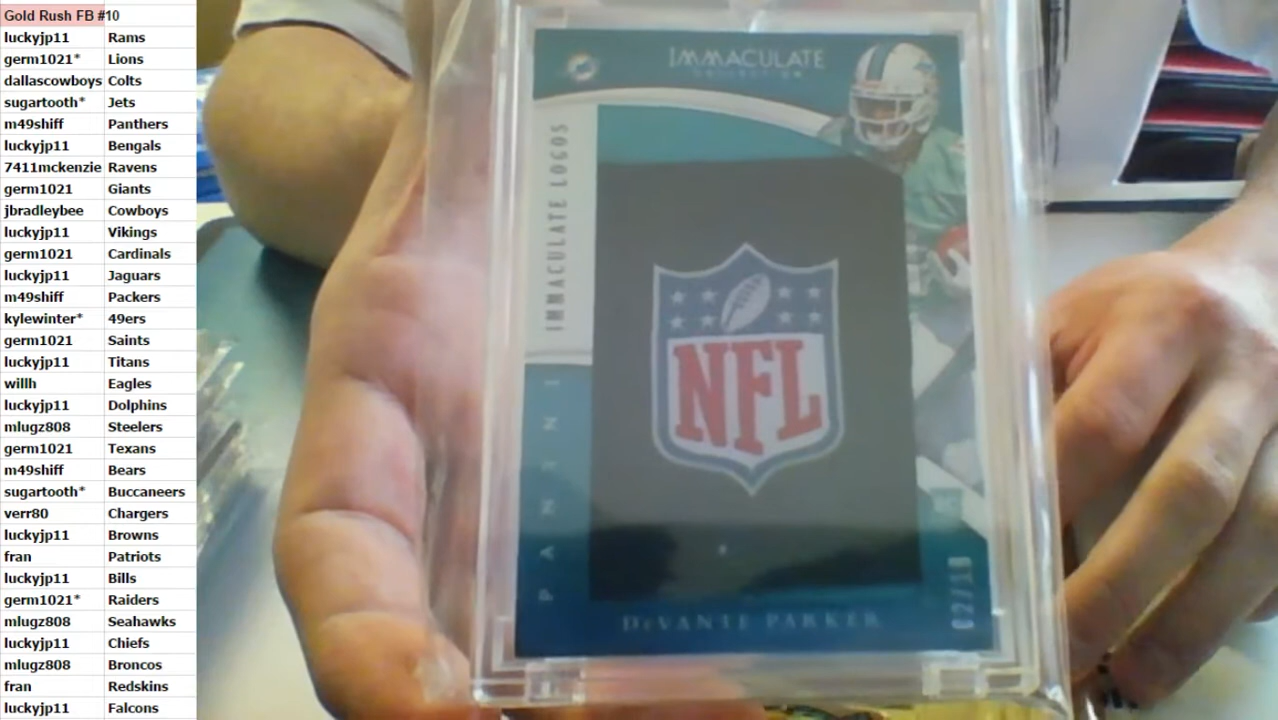 Gold Rush FB #10
luckyjp11 Rams
germ1021* Lions
dallascowboys Colts
sugartooth* Jets
m49shiff Panthers
luckyjp11 Bengals
7411mckenzie Ravens
germ1021 Giants
jbradleybee Cowboys
luckyjp11 Vikings
germ1021 Cardinals
luckyjp11 Jaguars
m49shiff Packers
kylewinter* 49ers
germ1021 Saints
luckyjp11 Titans
willh Eagles
luckyjp11 Dolphins
mlugz808 Steelers
germ1021 Texans
m49shiff Bears
sugartooth* Buccaneers
verr80 Chargers
luckyjp11 Browns
fran Patriots
luckyjp11 Bills
germ1021* Raiders
mlugz808 Seahawks
luckyjp11 Chiefs
mlugz808 Broncos
fran Redskins
luckyjp11 Falcons
IMMACULATE
COLLECTION
IMMACULATE LOGOS
PANINI
NFL
DeVANTE PARKER